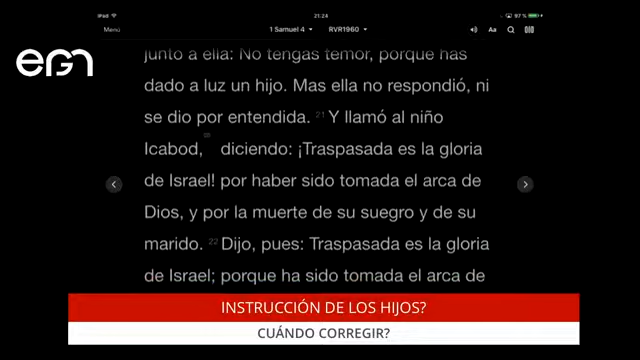 iPad
21:24
97 %
Menú
1 Samuel 4
RVR1960
Aa
egn
junto a ella: No tengas temor, porque has
dado a luz un hijo. Mas ella no respondió, ni
se dio por entendida. 21 Y llamó al niño
Icabod, diciendo: ¡Traspasada es la gloria
de Israel! por haber sido tomada el arca de
Dios, y por la muerte de su suegro y de su
marido. 22 Dijo, pues: Traspasada es la gloria
de Israel; porque ha sido tomada el arca de
INSTRUCCIÓN DE LOS HIJOS?
CUÁNDO CORREGIR?